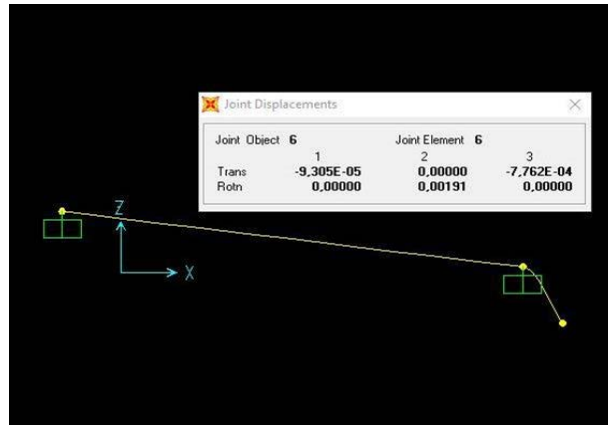 Joint Displacements
Joint Object 6 Joint Element 6
1 2 3
Trans -9,305E-05 0,00000 -7,762E-04
Rotn 0,00000 0,00191 0,00000
Z
X